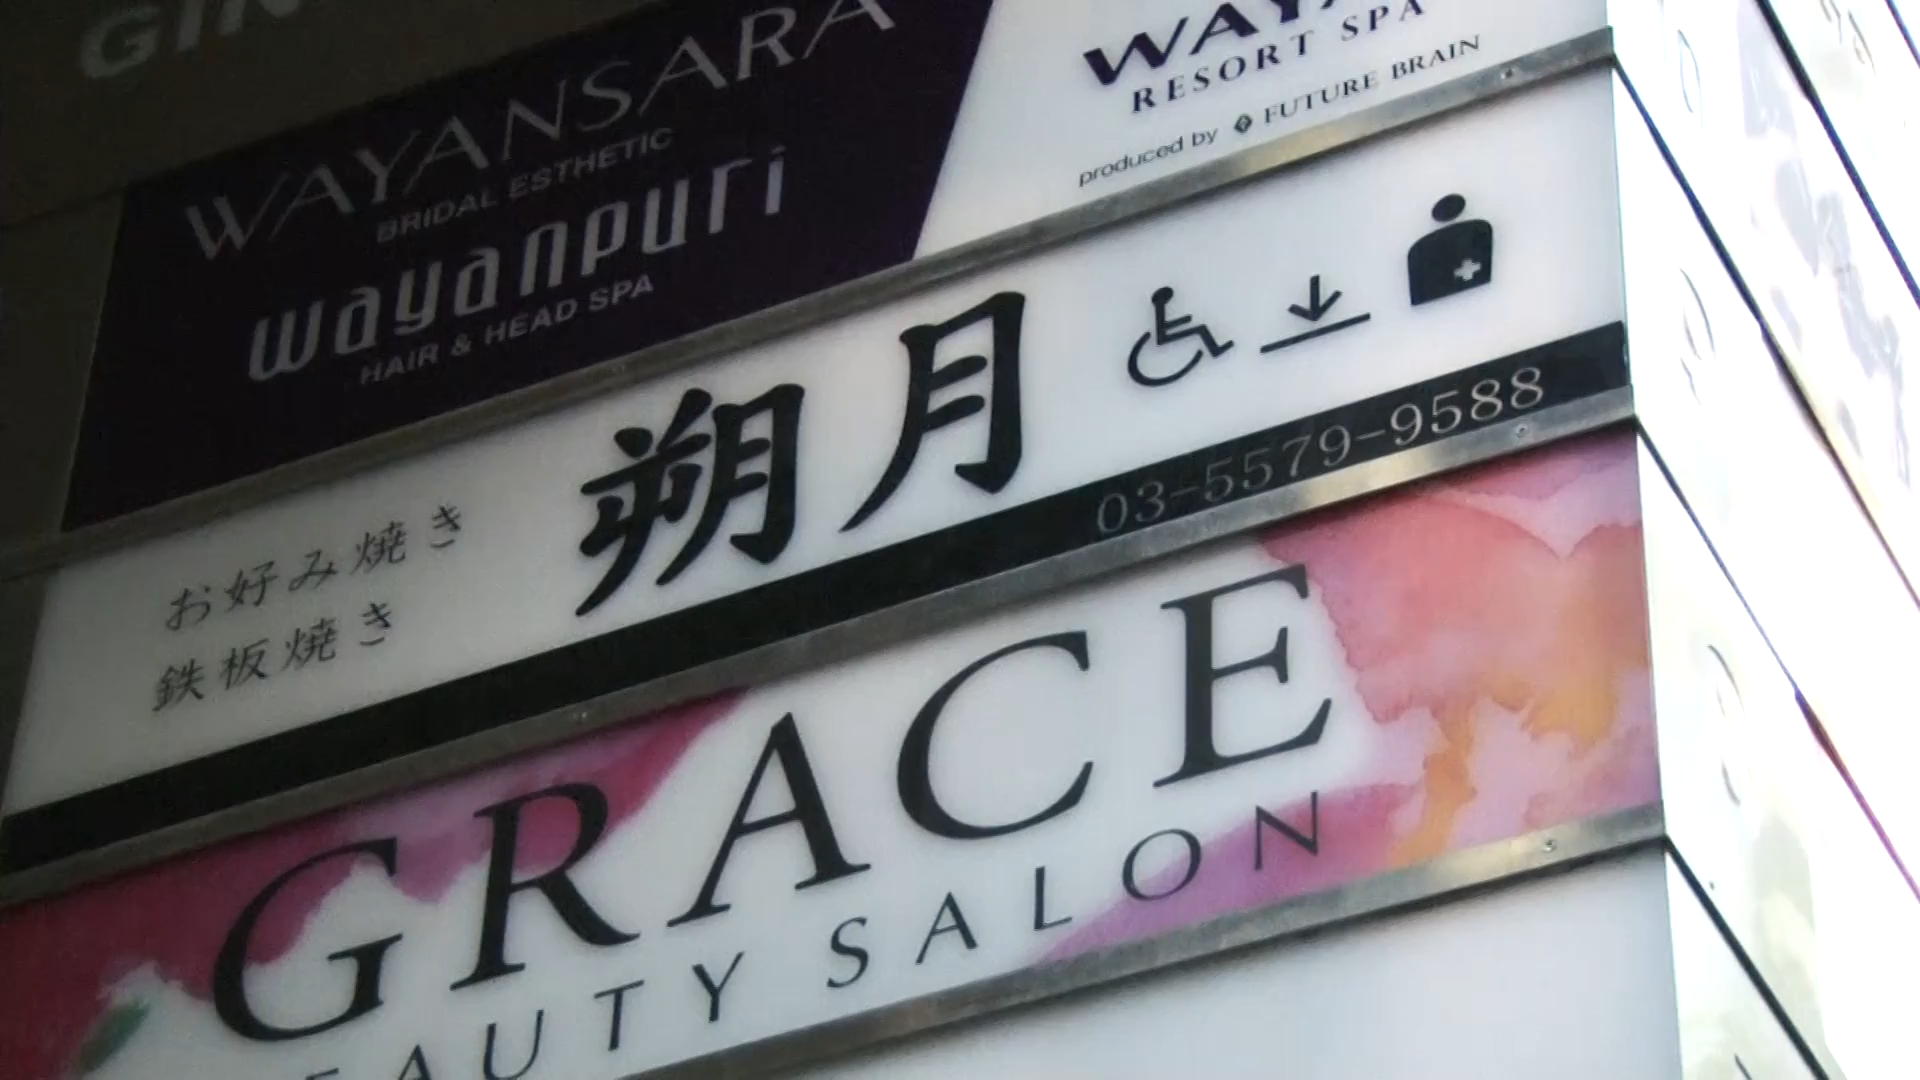 WAYANSARA
BRIDAL ESTHETIC
wayanpuri
HAIR & HEAD SPA
RESORT SPA
produced by FUTURE BRAIN
お好み焼き
鉄板焼き
朔月
03-5579-9588
GRACE
BEAUTY SALON